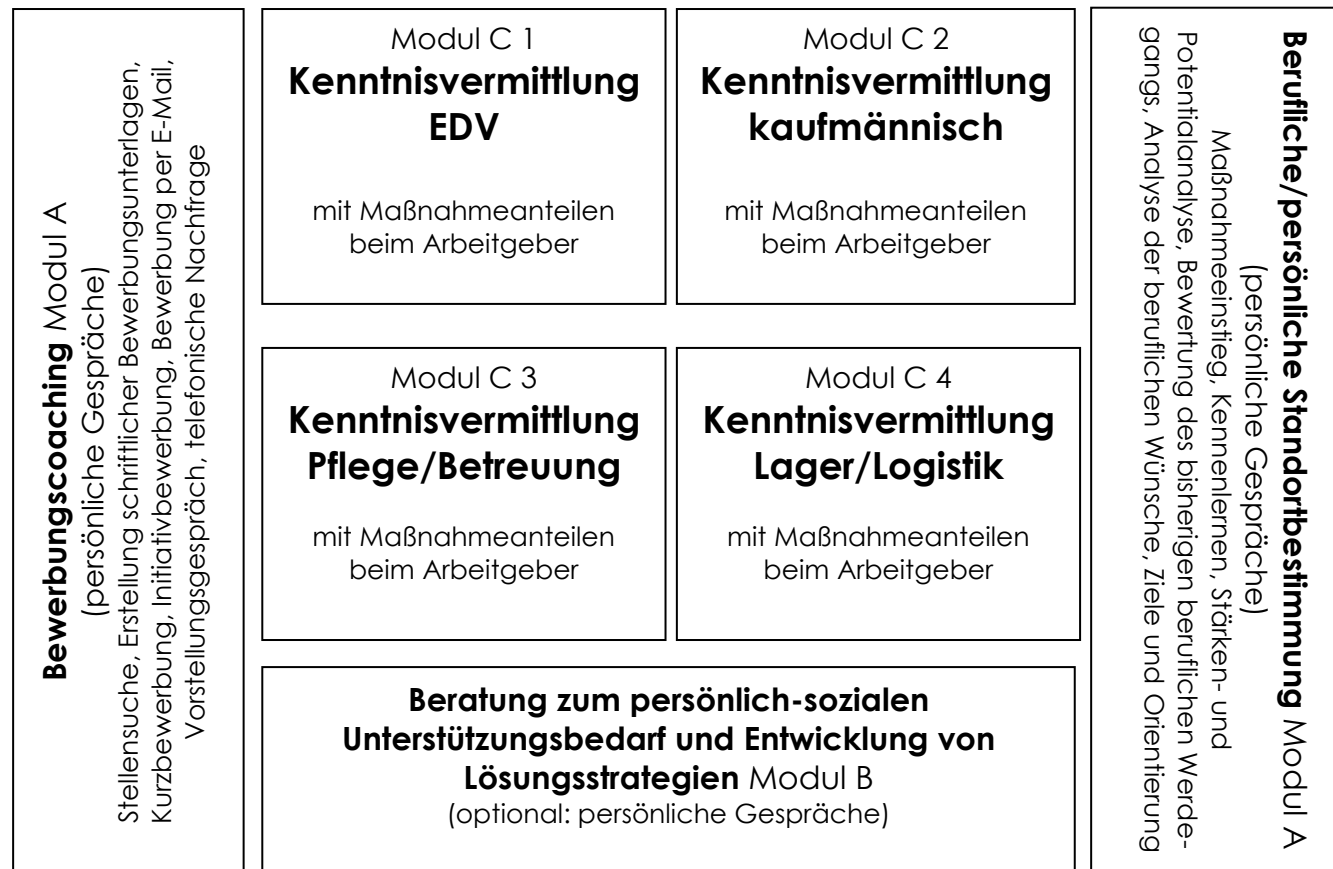 Bewerbungscoaching Modul A
(persönliche Gespräche)
Stellensuche, Erstellung schriftlicher Bewerbungsunterlagen,
Kurzbewerbung, Initiativbewerbung, Bewerbung per E-Mail,
Vorstellungsgespräch, telefonische Nachfrage
Modul C 1
Kenntnisvermittlung
EDV
mit Maßnahmeanteilen
beim Arbeitgeber
Modul C 2
Kenntnisvermittlung
kaufmännisch
mit Maßnahmeanteilen
beim Arbeitgeber
Modul C 3
Kenntnisvermittlung
Pflege/Betreuung
mit Maßnahmeanteilen
beim Arbeitgeber
Modul C 4
Kenntnisvermittlung
Lager/Logistik
mit Maßnahmeanteilen
beim Arbeitgeber
Beratung zum persönlich-sozialen
Unterstützungsbedarf und Entwicklung von
Lösungsstrategien Modul B
(optional: persönliche Gespräche)
Berufliche/persönliche Standortbestimmung Modul A
(persönliche Gespräche)
Maßnahmeeinstieg, Kennenlernen, Stärken- und
Potentialanalyse, Bewertung des bisherigen beruflichen Werde-
gangs, Analyse der beruflichen Wünsche, Ziele und Orientierung